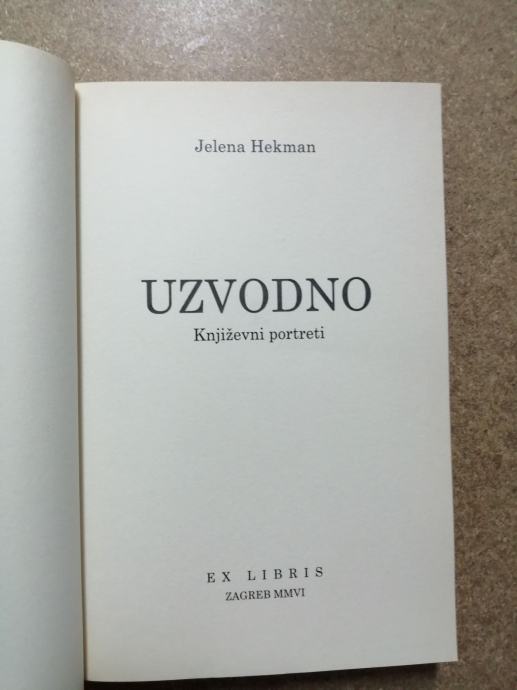 Jelena Hekman
UZVODNO
Književni portreti
EX LIBRIS
ZAGREB MMVI